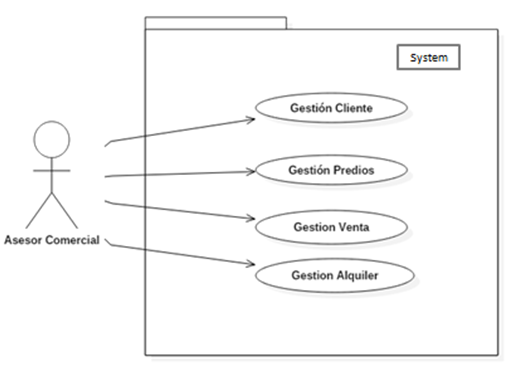 System
Gestión Cliente
Gestión Predios
Gestion Venta
Asesor Comercial
Gestion Alquiler